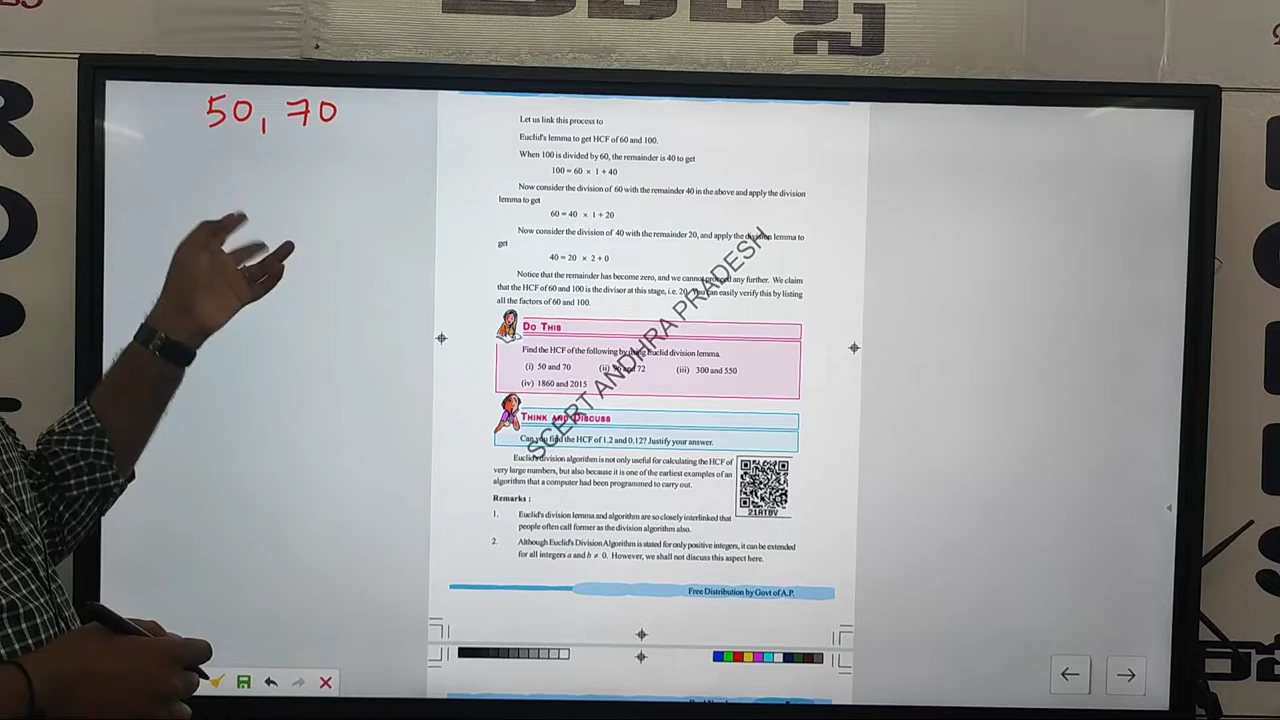 50, 70
Let us link this process to
Euclid's lemma to get HCF of 60 and 100.
When 100 is divided by 60, the remainder is 40 to get
100 = 60 × 1 + 40
Now consider the division of 60 with the remainder 40 in the above and apply the division
lemma to get
60 = 40 × 1 + 20
Now consider the division of 40 with the remainder 20, and apply the division lemma to
get
40 = 20 × 2 + 0
Notice that the remainder has become zero, and we cannot proceed any further. We claim
that the HCF of 60 and 100 is the divisor at this stage, i.e. 20. You can easily verify this by listing
all the factors of 60 and 100.
DO THIS
Find the HCF of the following by using Euclid division lemma.
(i) 50 and 70 (ii) 96 and 72 (iii) 300 and 550
(iv) 1860 and 2015
THINK AND DISCUSS
Can you find the HCF of 1.2 and 0.12? Justify your answer.
Euclid's division algorithm is not only useful for calculating the HCF of
very large numbers, but also because it is one of the earliest examples of an
algorithm that a computer had been programmed to carry out.
21ATBV
Remarks :
1. Euclid's division lemma and algorithm are so closely interlinked that
people often call former as the division algorithm also.
2. Although Euclid's Division Algorithm is stated for only positive integers, it can be extended
for all integers a and b ≠ 0. However, we shall not discuss this aspect here.
Free Distribution by Govt of A.P.
SCERT ANDHRA PRADESH